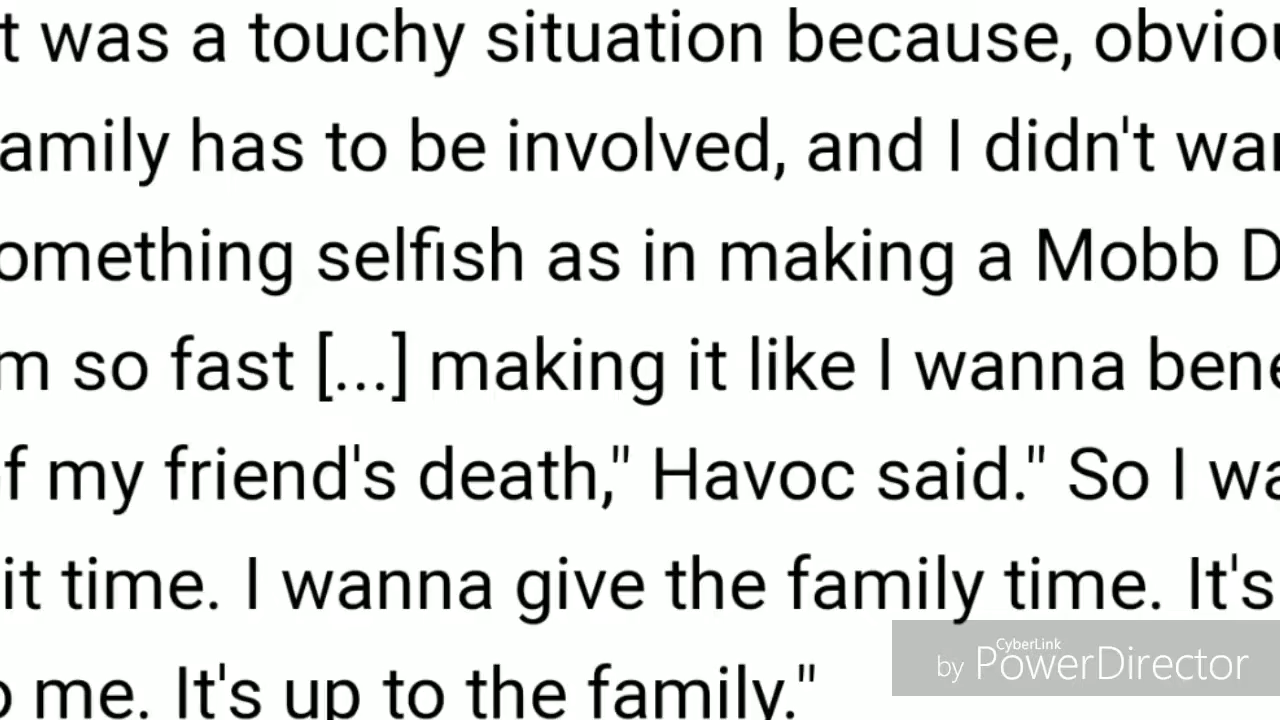 t was a touchy situation because, obviou
amily has to be involved, and I didn't wan
omething selfish as in making a Mobb D
m so fast [...] making it like I wanna bene
f my friend's death," Havoc said." So I wa
it time. I wanna give the family time. It's
o me. It's up to the family."
by CyberLink PowerDirector